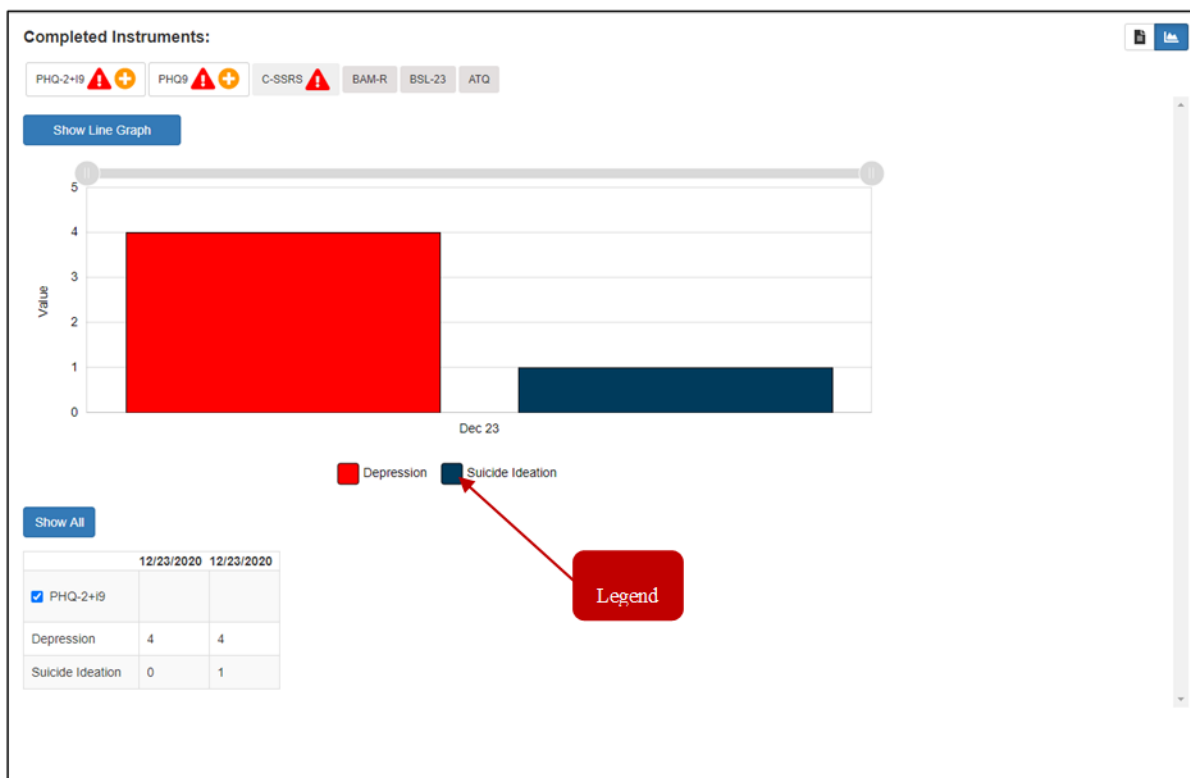 Completed Instruments:
PHQ-2+I9 PHQ9 C-SSRS BAM-R BSL-23 ATQ
Show Line Graph
5
4
3
2
1
0
Value
Dec 23
Depression Suicide Ideation
Show All
Legend
12/23/2020 12/23/2020
PHQ-2+I9
Depression 4 4
Suicide Ideation 0 1